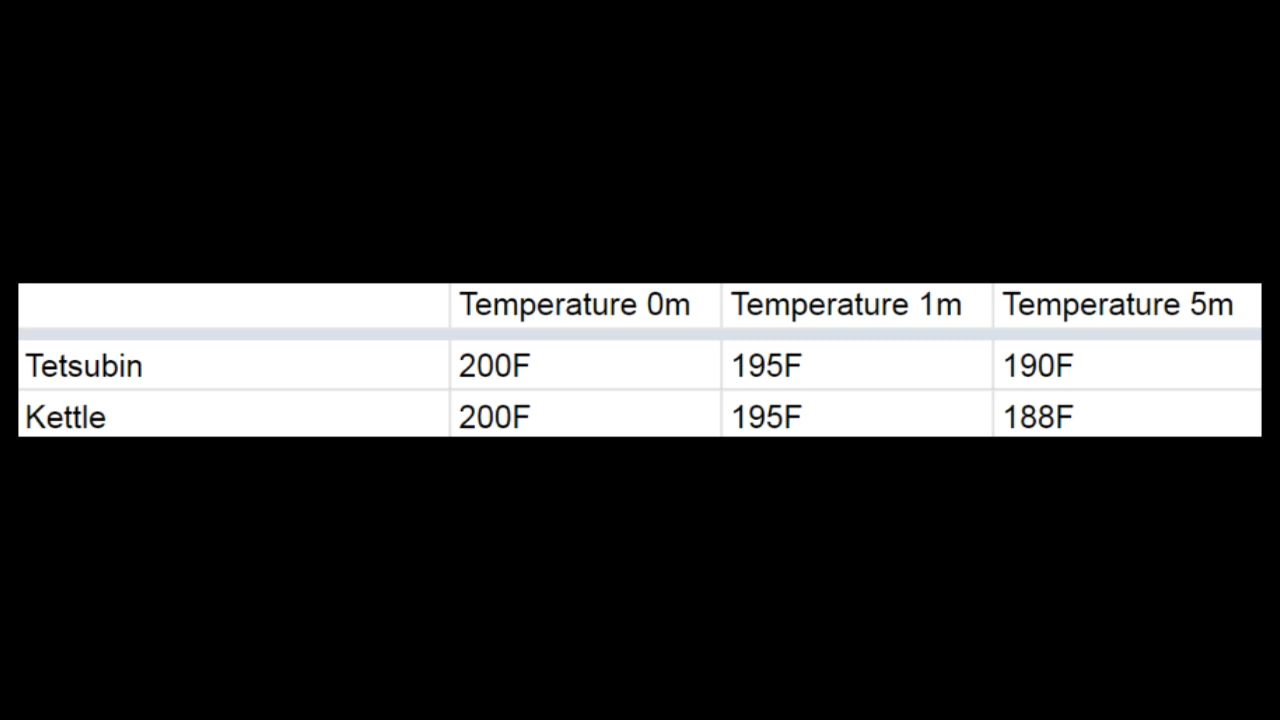 Temperature 0m Temperature 1m Temperature 5m
Tetsubin 200F 195F 190F
Kettle 200F 195F 188F